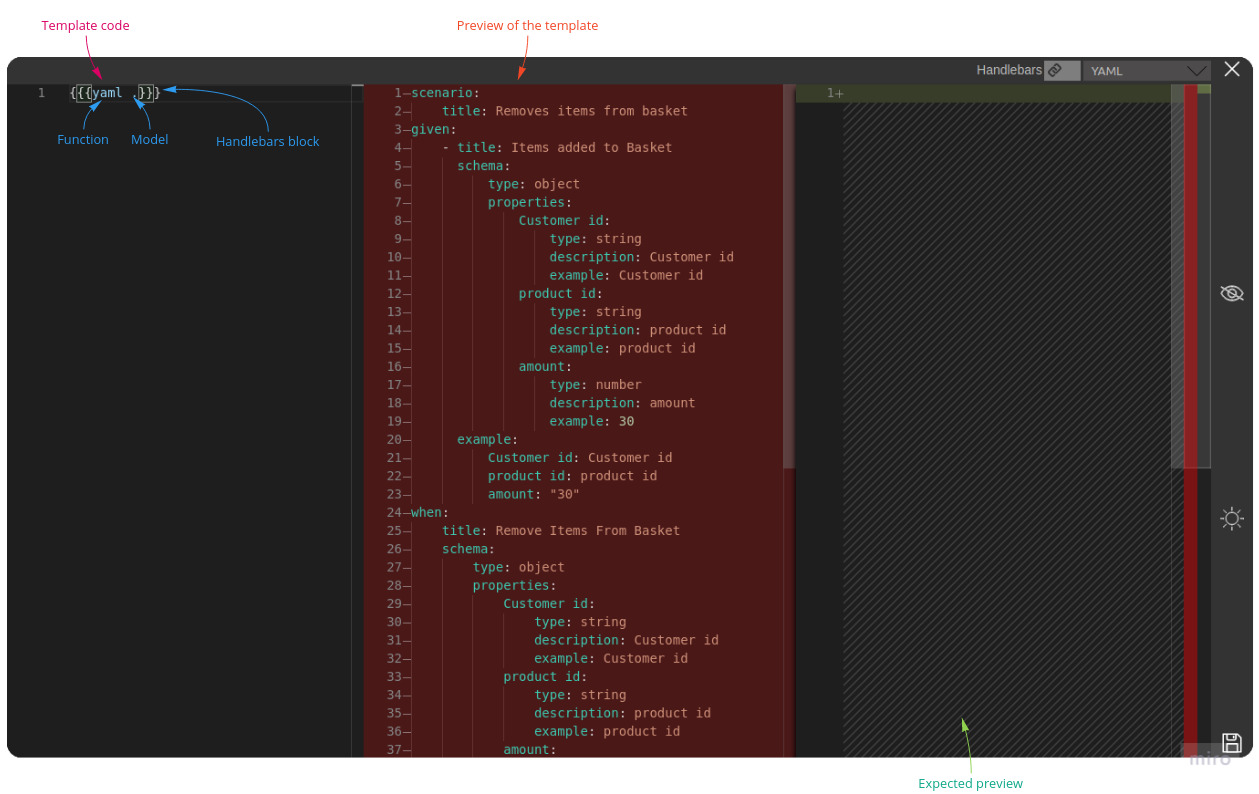 Template code
Preview of the template
Handlebars
YAML
1 {{{yaml .}}}
Function
Model
Handlebars block
1 scenario:
2 title: Removes items from basket
3 given:
4 - title: Items added to Basket
5 schema:
6 type: object
7 properties:
8 Customer id:
9 type: string
10 description: Customer id
11 example: Customer id
12 product id:
13 type: string
14 description: product id
15 example: product id
16 amount:
17 type: number
18 description: amount
19 example: 30
20 example:
21 Customer id: Customer id
22 product id: product id
23 amount: "30"
24 when:
25 title: Remove Items From Basket
26 schema:
27 type: object
28 properties:
29 Customer id:
30 type: string
31 description: Customer id
32 example: Customer id
33 product id:
34 type: string
35 description: product id
36 example: product id
37 amount:
1+
miro
Expected preview